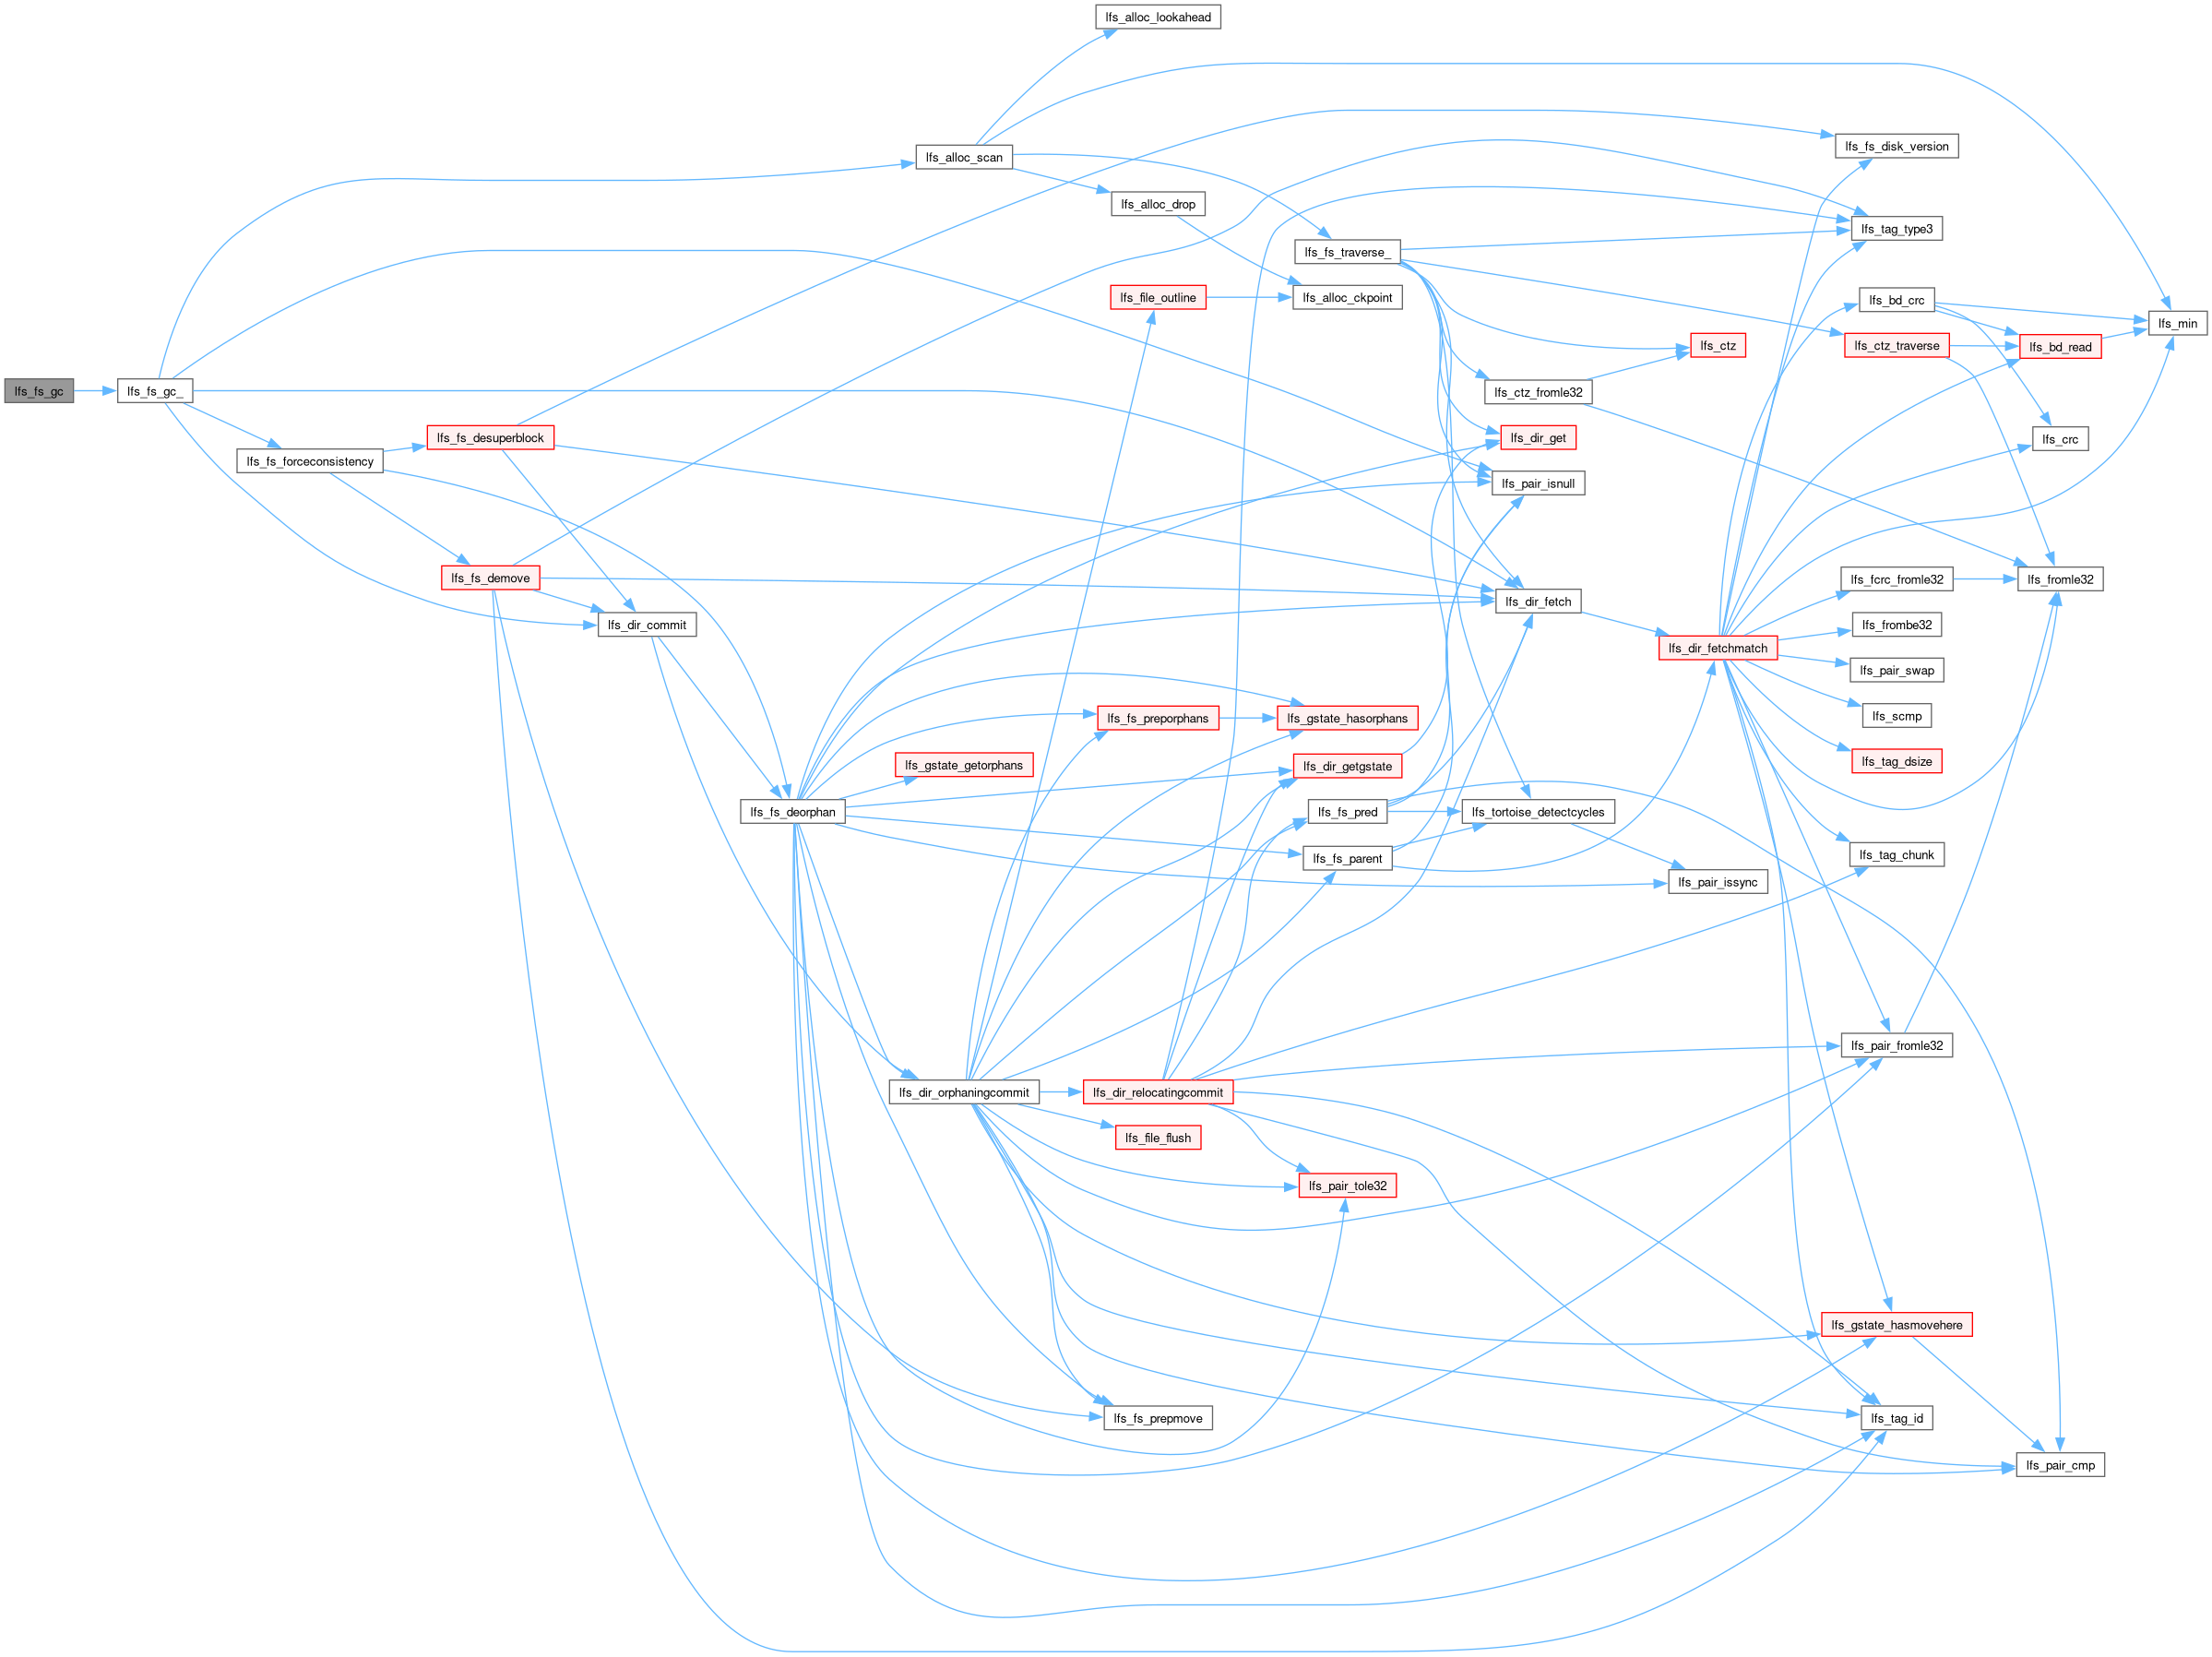 lfs_alloc_lookahead
lfs_fs_disk_version
lfs_alloc_scan
lfs_alloc_drop
lfs_tag_type3
lfs_fs_traverse_
lfs_file_outline
lfs_alloc_ckpoint
lfs_bd_crc
lfs_min
lfs_ctz
lfs_ctz_traverse
lfs_bd_read
lfs_fs_gc
lfs_fs_gc_
lfs_ctz_fromle32
lfs_fs_desuperblock
lfs_dir_get
lfs_crc
lfs_fs_forceconsistency
lfs_pair_isnull
lfs_fs_demove
lfs_fcrc_fromle32
lfs_fromle32
lfs_dir_fetch
lfs_dir_commit
lfs_frombe32
lfs_dir_fetchmatch
lfs_pair_swap
lfs_fs_preporphans
lfs_gstate_hasorphans
lfs_scmp
lfs_gstate_getorphans
lfs_dir_getgstate
lfs_tag_dsize
lfs_fs_deorphan
lfs_fs_pred
lfs_tortoise_detectcycles
lfs_fs_parent
lfs_tag_chunk
lfs_pair_issync
lfs_pair_fromle32
lfs_dir_orphaningcommit
lfs_dir_relocatingcommit
lfs_file_flush
lfs_pair_tole32
lfs_gstate_hasmovehere
lfs_fs_prepmove
lfs_tag_id
lfs_pair_cmp